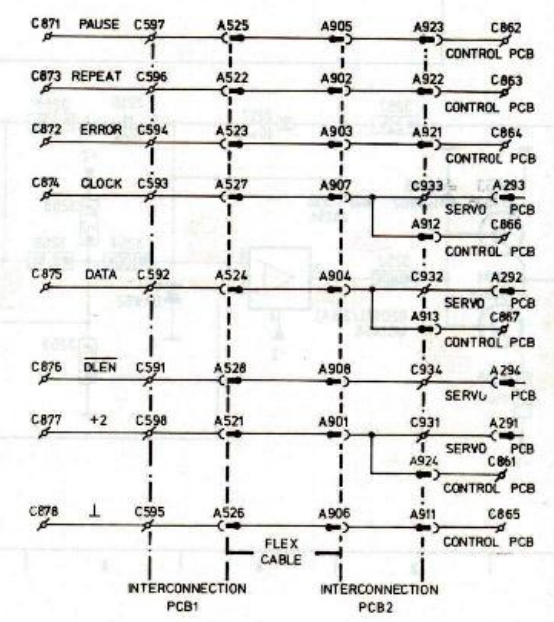 C871 PAUSE C597 A525 A905 A923 C862
CONTROL PCB
C873 REPEAT C596 A522 A902 A922 C863
CONTROL PCB
C872 ERROR C594 A523 A903 A921 C864
CONTROL PCB
C874 CLOCK C593 A527 A907 C933 A293
SERVO PCB
A912 C866
CONTROL PCB
C875 DATA C592 A524 A904 C932 A292
SERVO PCB
A913 C867
CONTROL PCB
C876 DLEN C591 A528 A908 C934 A294
SERVO PCB
C877 +2 C598 A521 A901 C931 A291
SERVO PCB
A924 C861
CONTROL PCB
C878 ⊥ C595 A526 A906 A911 C865
CONTROL PCB
FLEX
CABLE
INTERCONNECTION INTERCONNECTION
PCB1 PCB2